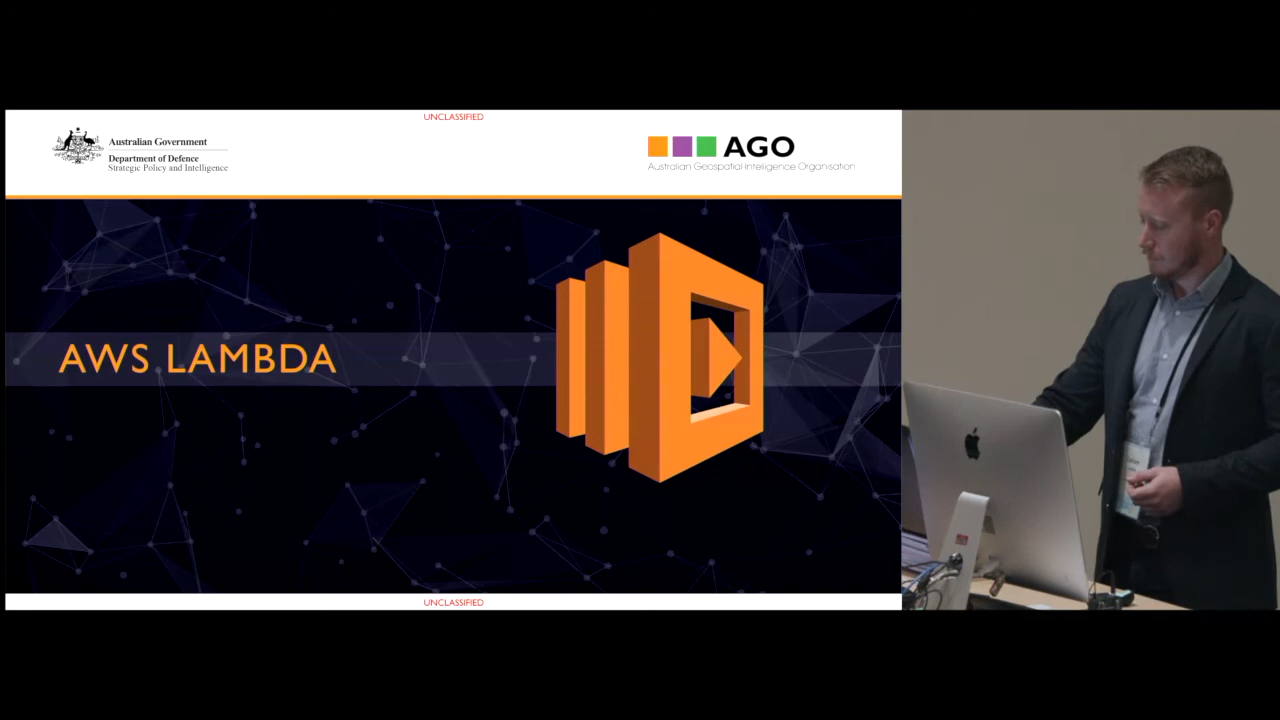 UNCLASSIFIED
Australian Government
Department of Defence
Strategic Policy and Intelligence
AGO
Australian Geospatial Intelligence Organisation
AWS LAMBDA
UNCLASSIFIED